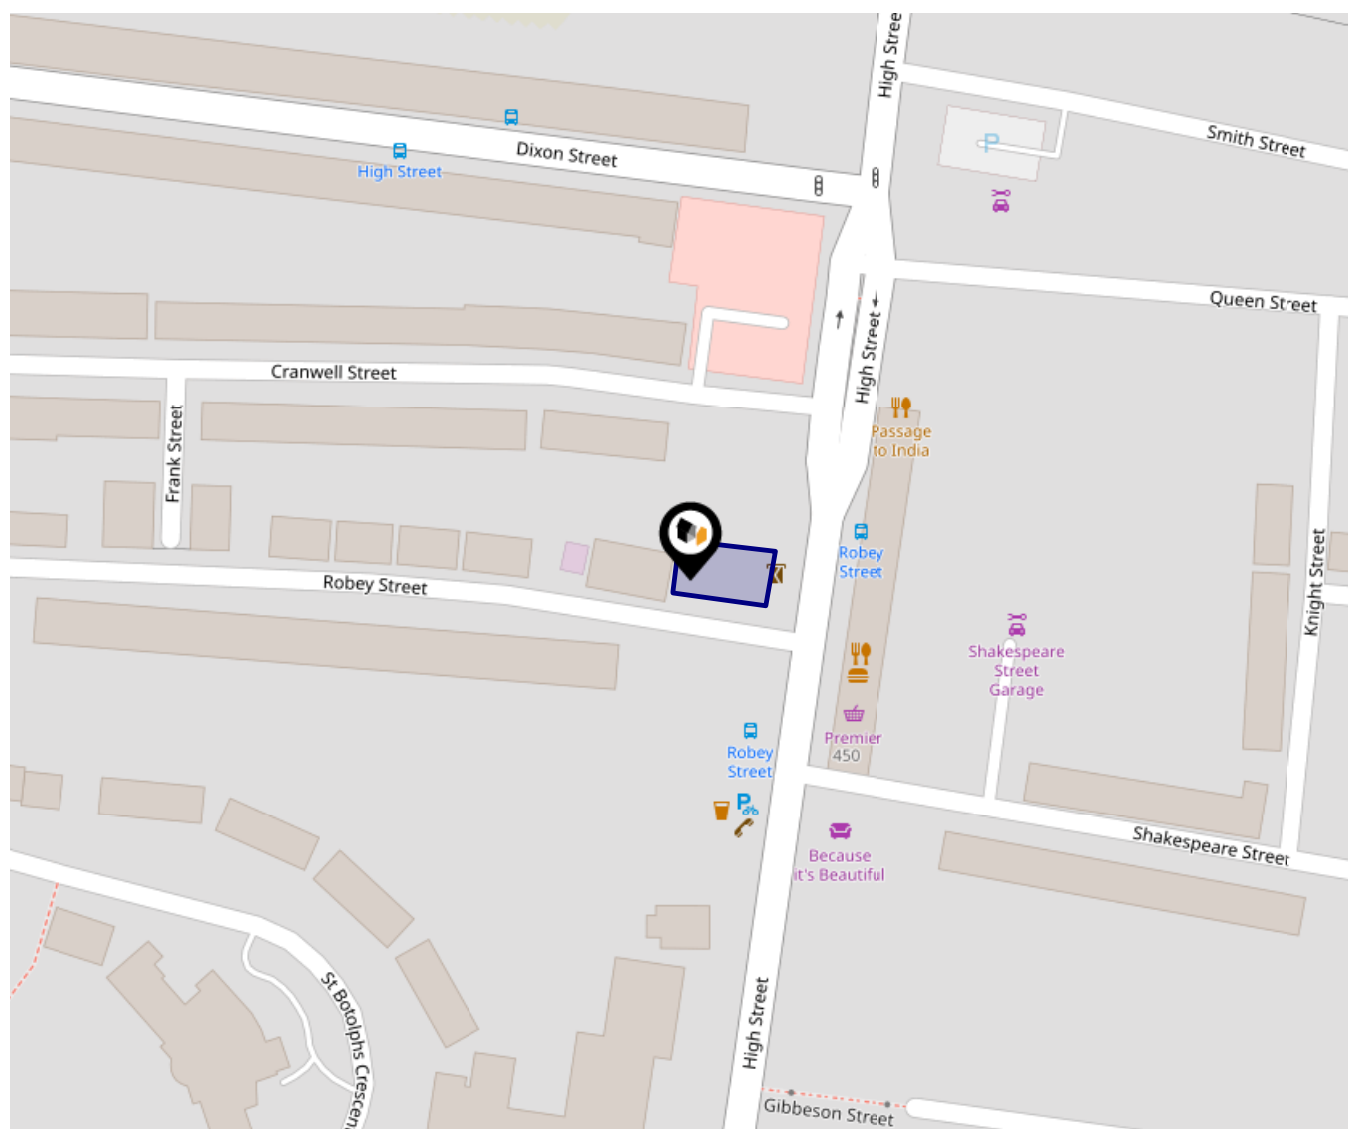 High Stree
Smith Street
Dixon Street
High Street
Queen Street
High Street
Cranwell Street
Frank Street
Passage
to India
Robey
Street
Robey Street
Knight Street
Shakespeare
Street
Garage
Robey
Street
Premier
450
Because
it's Beautiful
Shakespeare Street
St Botolphs Crescen
High Street
Gibbeson Street
P
P